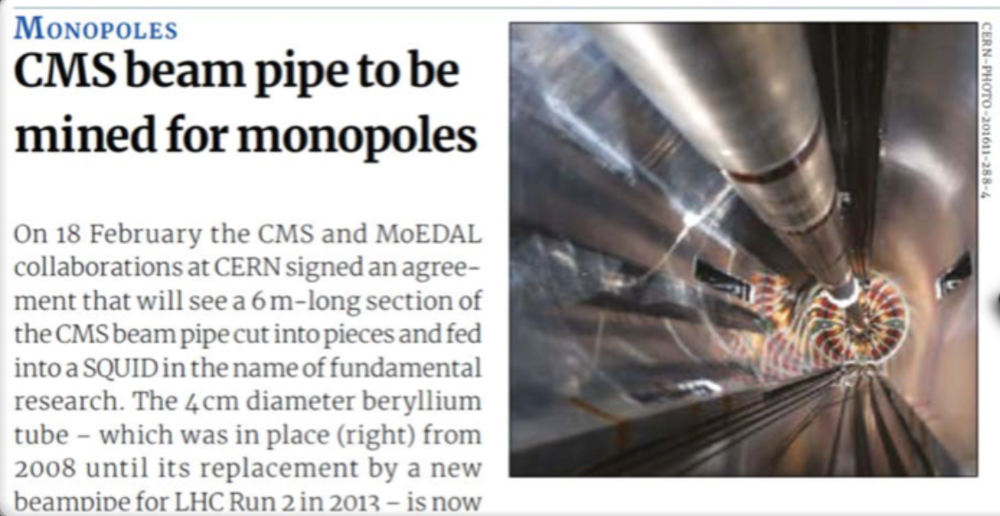 MONOPOLES
CMS beam pipe to be
mined for monopoles
On 18 February the CMS and MoEDAL
collaborations at CERN signed an agree-
ment that will see a 6 m-long section of
the CMS beam pipe cut into pieces and fed
into a SQUID in the name of fundamental
research. The 4 cm diameter beryllium
tube – which was in place (right) from
2008 until its replacement by a new
beampipe for LHC Run 2 in 2013 – is now
CERN-PHOTO-201611-288-4